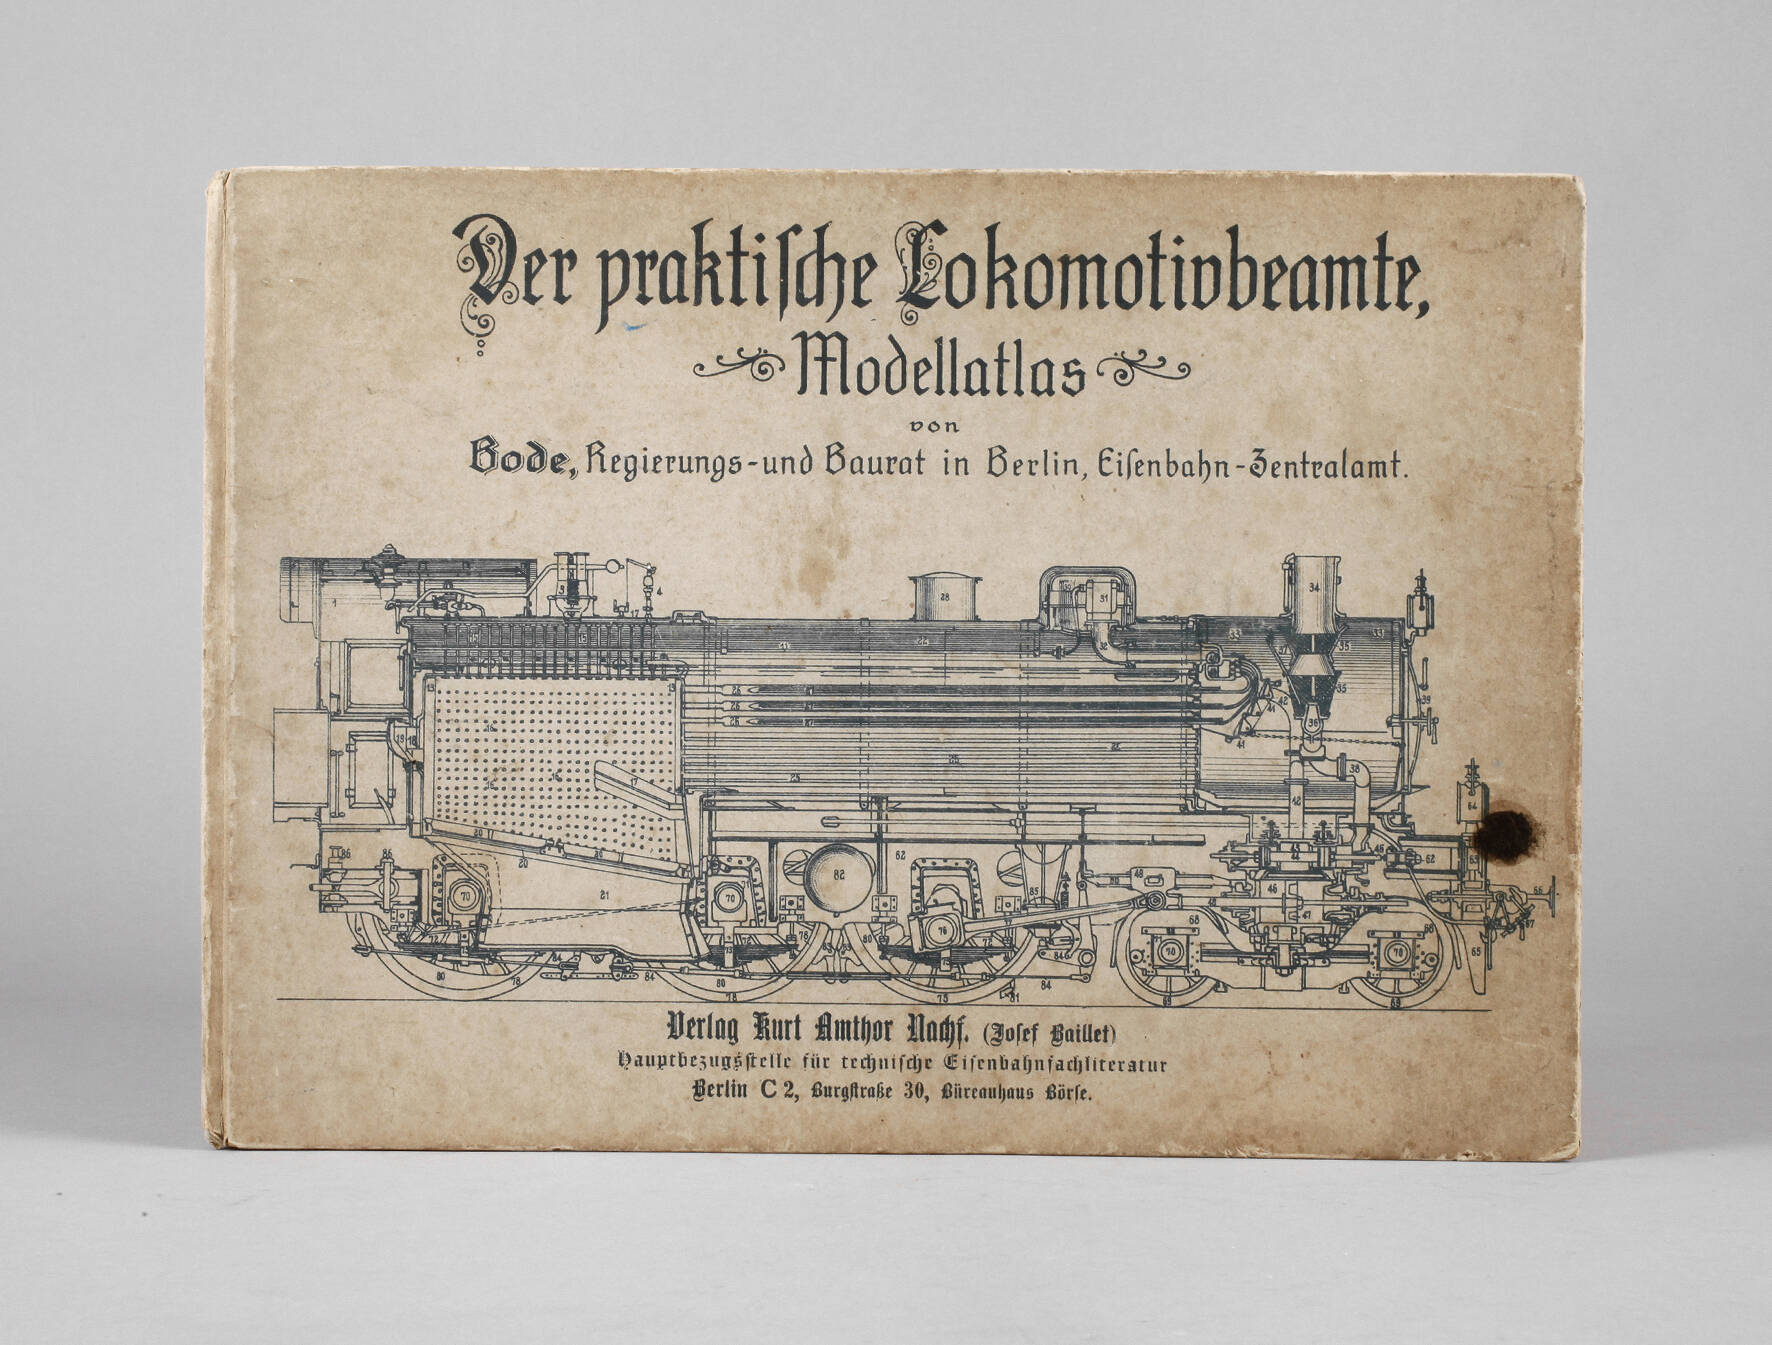 Der praktiſche Lokomotivbeamte,
Modellatlas
von
Bode, Regierungs-und Baurat in Berlin, Eiſenbahn-Zentralamt.
Verlag Kurt Amthor Nachf. (Joſef Baillet)
Hauptbezugsſtelle für techniſche Eiſenbahnfachliteratur
Berlin C 2, Burgſtraße 30, Büreauhaus Börſe.